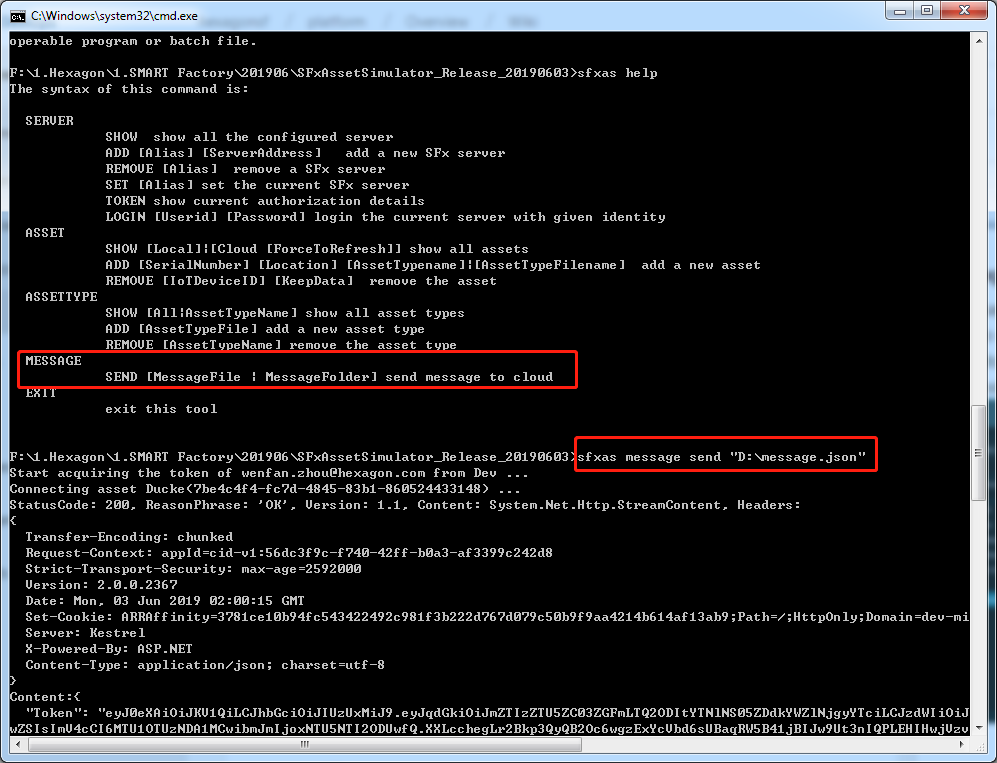 C:\Windows\system32\cmd.exe
operable program or batch file.
F:\1.Hexagon\1.SMART Factory\201906\SFxAssetSimulator_Release_20190603>sfxas help
The syntax of this command is:
SERVER
SHOW  show all the configured server
ADD [Alias] [ServerAddress]   add a new SFx server
REMOVE [Alias]  remove a SFx server
SET [Alias] set the current SFx server
TOKEN show current authorization details
LOGIN [Userid] [Password] login the current server with given identity
ASSET
SHOW [Local]¦[Cloud [ForceToRefresh]] show all assets
ADD [SerialNumber] [Location] [AssetTypename]¦[AssetTypeFilename]  add a new asset
REMOVE [IoTDeviceID] [KeepData]  remove the asset
ASSETTYPE
SHOW [All¦AssetTypeName] show all asset types
ADD [AssetTypeFile] add a new asset type
REMOVE [AssetTypeName] remove the asset type
MESSAGE
SEND [MessageFile ¦ MessageFolder] send message to cloud
EXIT
exit this tool
F:\1.Hexagon\1.SMART Factory\201906\SFxAssetSimulator_Release_20190603>sfxas message send "D:\message.json"
Start acquiring the token of wenfan.zhou@hexagon.com from Dev ...
Connecting asset Ducke(7be4c4f4-fc7d-4845-83b1-860524433148) ...
StatusCode: 200, ReasonPhrase: 'OK', Version: 1.1, Content: System.Net.Http.StreamContent, Headers:
{
Transfer-Encoding: chunked
Request-Context: appId=cid-v1:56dc3f9c-f740-42ff-b0a3-af3399c242d8
Strict-Transport-Security: max-age=2592000
Version: 2.0.0.2367
Date: Mon, 03 Jun 2019 02:00:15 GMT
Set-Cookie: ARRAffinity=3781ce10b94fc543422492c981f3b222d767d079c50b9f9aa4214b614af13ab9;Path=/;HttpOnly;Domain=dev-mi
Server: Kestrel
X-Powered-By: ASP.NET
Content-Type: application/json; charset=utf-8
}
Content:{
"Token":